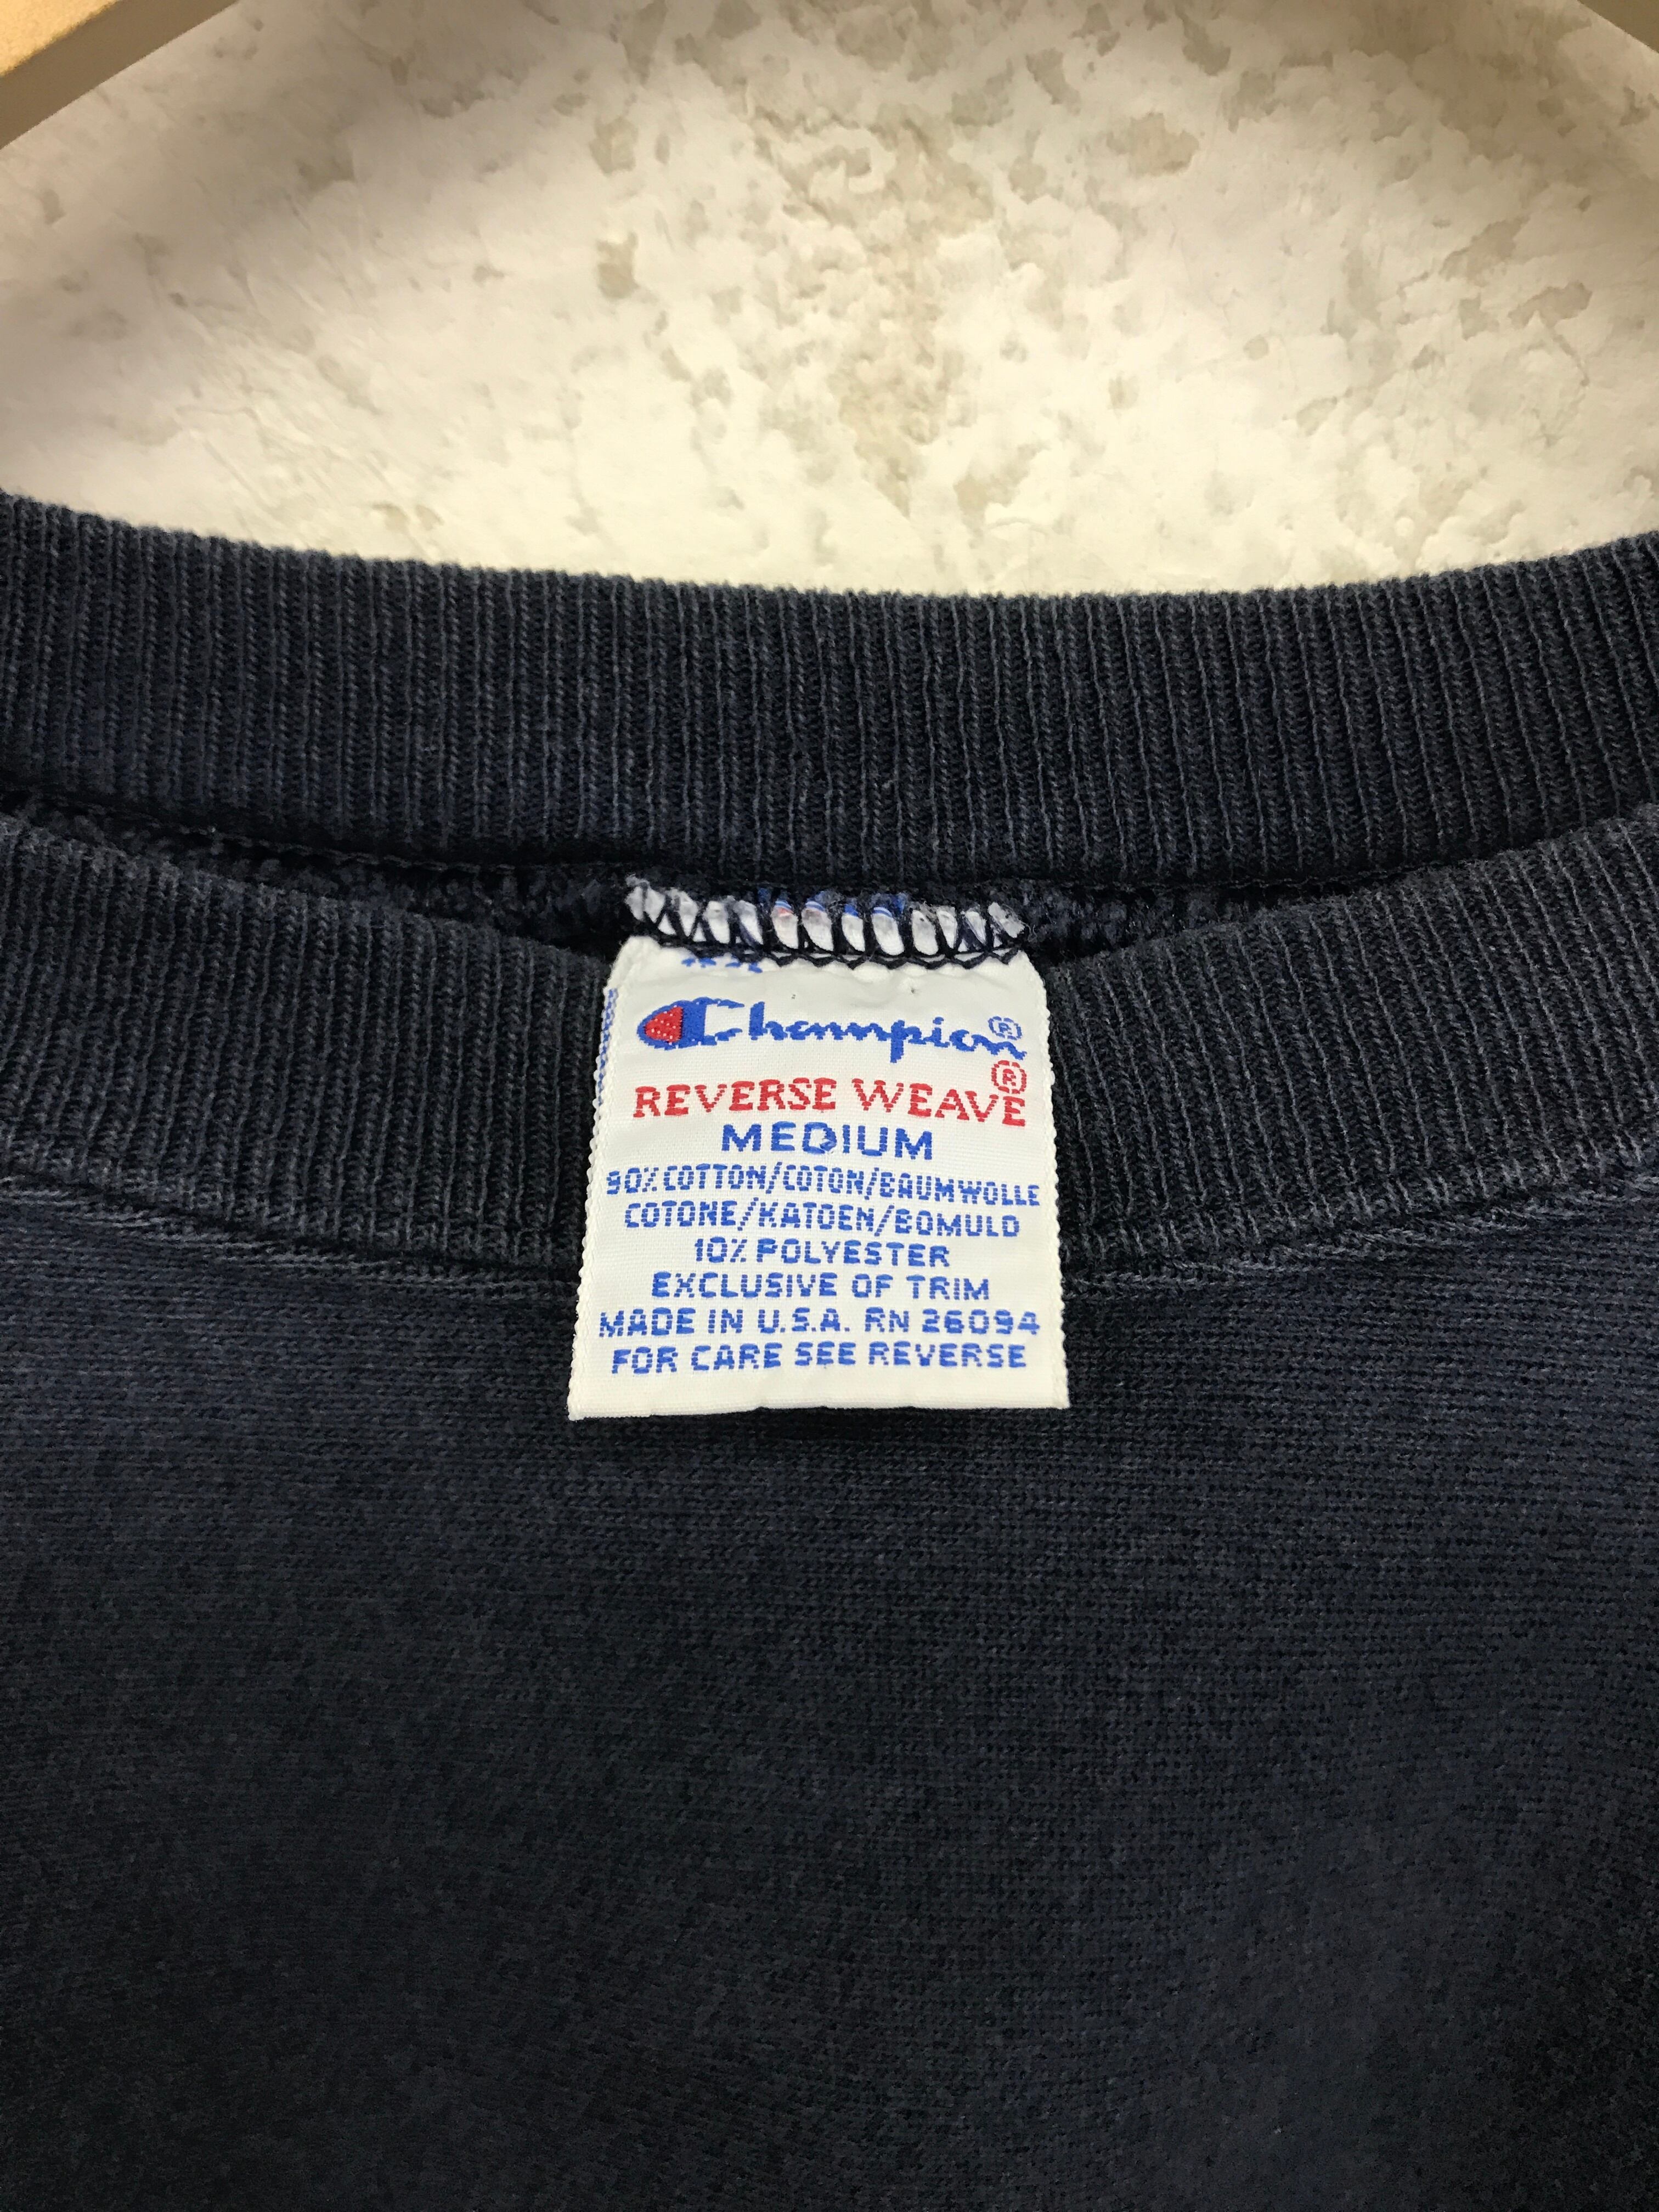 Champion®
REVERSE WEAVE®
MEDIUM
90% COTTON/COTON/BAUMWOLLE
COTONE/KATOEN/BOMULD
10% POLYESTER
EXCLUSIVE OF TRIM
MADE IN U.S.A. RN 26094
FOR CARE SEE REVERSE